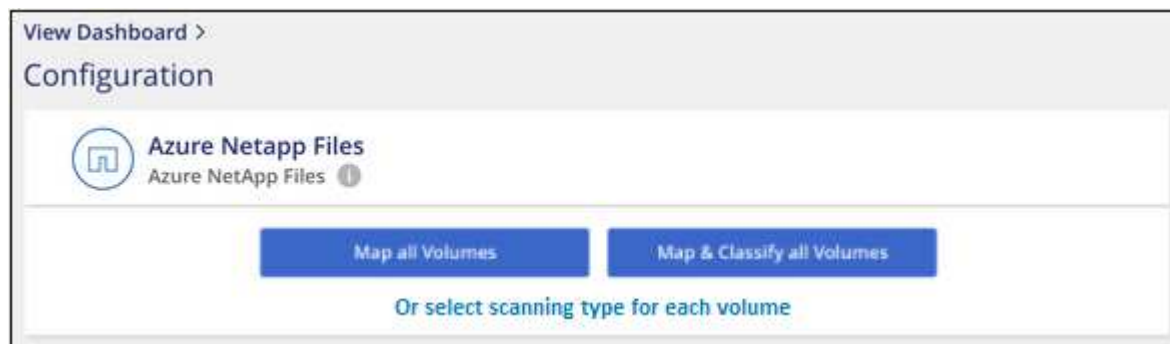 View Dashboard >
Configuration
Azure Netapp Files
Azure NetApp Files i
Map all Volumes
Map & Classify all Volumes
Or select scanning type for each volume